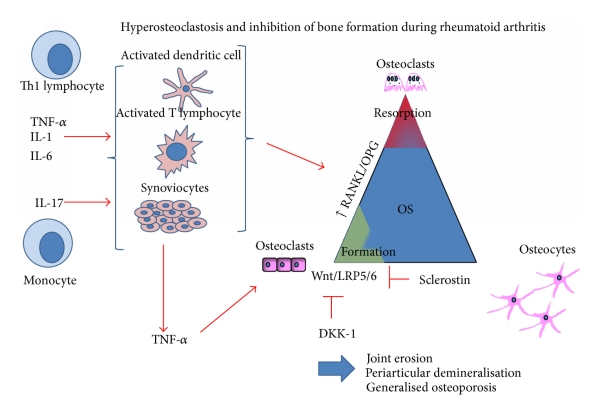 Hyperosteoclastosis and inhibition of bone formation during rheumatoid arthritis
Th1 lymphocyte
TNF-α
IL-1
IL-6
IL-17
Monocyte
Activated dendritic cell
Activated T lymphocyte
Synoviocytes
TNF-α
Osteoclasts
Resorption
↑ RANKL/OPG
OS
Formation
Osteoclasts
Wnt/LRP5/6
Sclerostin
DKK-1
Osteocytes
Joint erosion
Periarticular demineralisation
Generalised osteoporosis